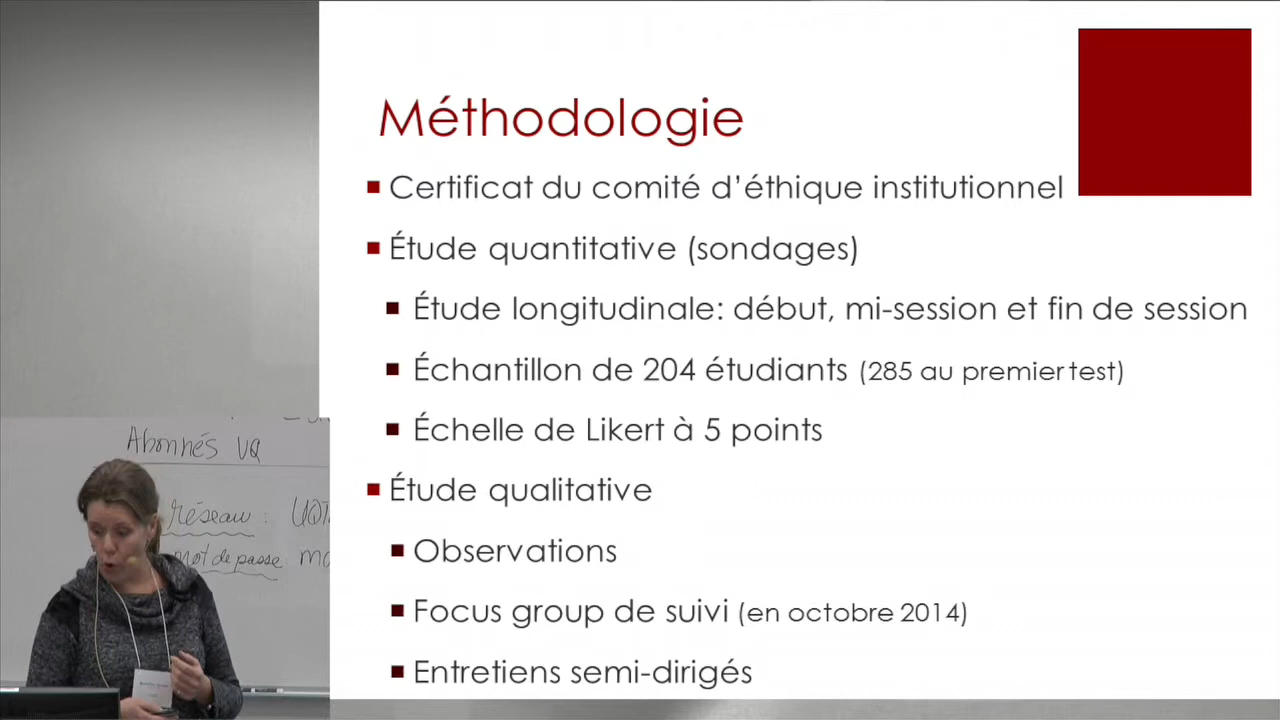 Méthodologie
Certificat du comité d’éthique institutionnel
Étude quantitative (sondages)
Étude longitudinale: début, mi-session et fin de session
Échantillon de 204 étudiants (285 au premier test)
Échelle de Likert à 5 points
Étude qualitative
Observations
Focus group de suivi (en octobre 2014)
Entretiens semi-dirigés
Abonnés UQ
réseau :
mot de passe